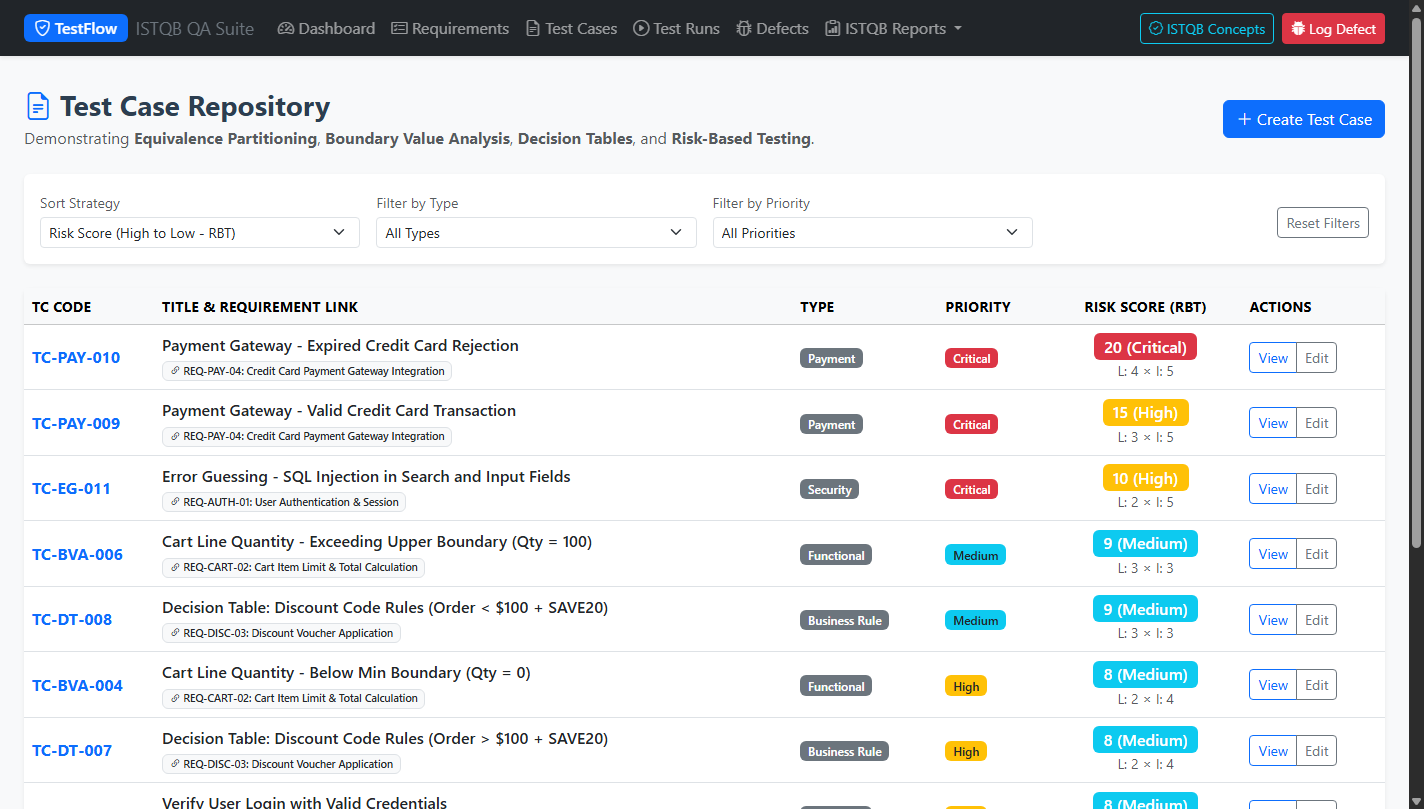 TestFlow ISTQB QA Suite Dashboard Requirements Test Cases Test Runs Defects ISTQB Reports ISTQB Concepts Log Defect
Test Case Repository
Demonstrating Equivalence Partitioning, Boundary Value Analysis, Decision Tables, and Risk-Based Testing.
+ Create Test Case
Sort Strategy Filter by Type Filter by Priority
Risk Score (High to Low - RBT) All Types All Priorities Reset Filters
TC CODE TITLE & REQUIREMENT LINK TYPE PRIORITY RISK SCORE (RBT) ACTIONS
TC-PAY-010 Payment Gateway - Expired Credit Card Rejection Payment Critical 20 (Critical) View Edit
REQ-PAY-04: Credit Card Payment Gateway Integration L: 4 × I: 5
TC-PAY-009 Payment Gateway - Valid Credit Card Transaction Payment Critical 15 (High) View Edit
REQ-PAY-04: Credit Card Payment Gateway Integration L: 3 × I: 5
TC-EG-011 Error Guessing - SQL Injection in Search and Input Fields Security Critical 10 (High) View Edit
REQ-AUTH-01: User Authentication & Session L: 2 × I: 5
TC-BVA-006 Cart Line Quantity - Exceeding Upper Boundary (Qty = 100) Functional Medium 9 (Medium) View Edit
REQ-CART-02: Cart Item Limit & Total Calculation L: 3 × I: 3
TC-DT-008 Decision Table: Discount Code Rules (Order < $100 + SAVE20) Business Rule Medium 9 (Medium) View Edit
REQ-DISC-03: Discount Voucher Application L: 3 × I: 3
TC-BVA-004 Cart Line Quantity - Below Min Boundary (Qty = 0) Functional High 8 (Medium) View Edit
REQ-CART-02: Cart Item Limit & Total Calculation L: 2 × I: 4
TC-DT-007 Decision Table: Discount Code Rules (Order > $100 + SAVE20) Business Rule High 8 (Medium) View Edit
REQ-DISC-03: Discount Voucher Application L: 2 × I: 4
Verify User Login with Valid Credentials 8 (Medium)